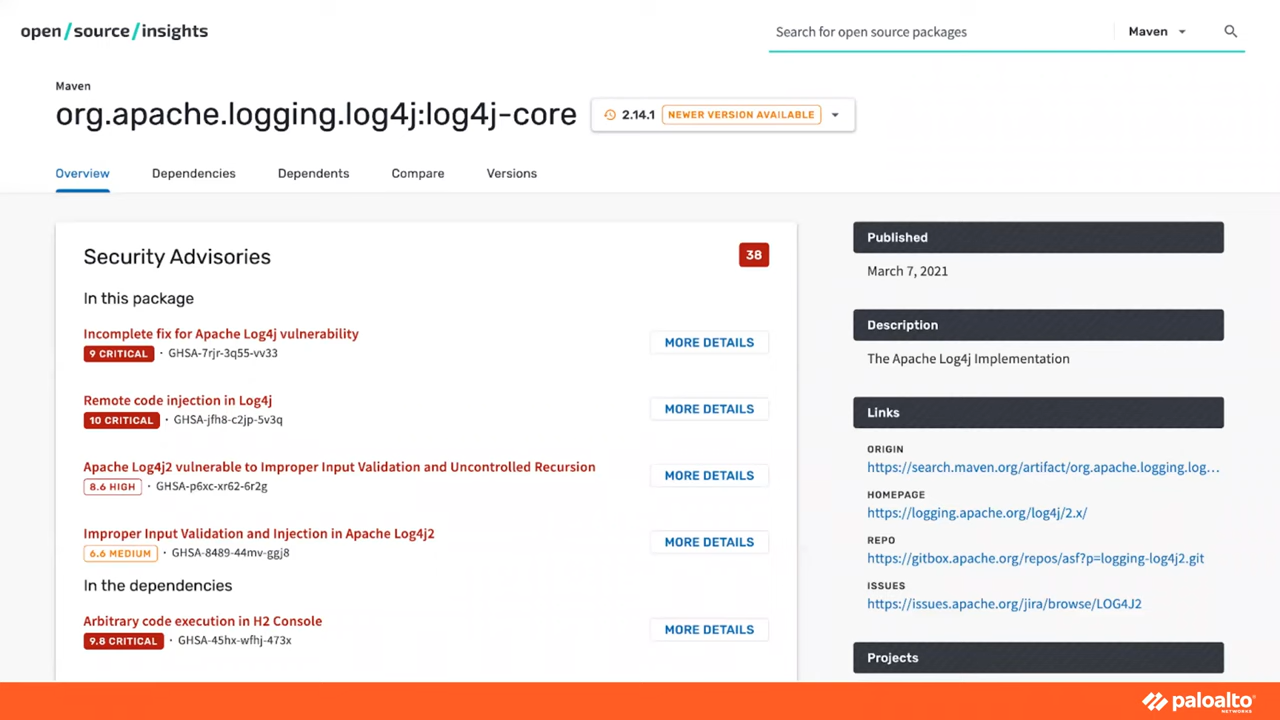 open/source/insights
Search for open source packages
Maven
Maven
org.apache.logging.log4j:log4j-core
2.14.1 NEWER VERSION AVAILABLE
Overview Dependencies Dependents Compare Versions
Security Advisories
38
In this package
Incomplete fix for Apache Log4j vulnerability
9 CRITICAL · GHSA-7rjr-3q55-vv33
MORE DETAILS
Remote code injection in Log4j
10 CRITICAL · GHSA-jfh8-c2jp-5v3q
MORE DETAILS
Apache Log4j2 vulnerable to Improper Input Validation and Uncontrolled Recursion
8.6 HIGH · GHSA-p6xc-xr62-6r2g
MORE DETAILS
Improper Input Validation and Injection in Apache Log4j2
6.6 MEDIUM · GHSA-8489-44mv-ggj8
MORE DETAILS
In the dependencies
Arbitrary code execution in H2 Console
9.8 CRITICAL · GHSA-45hx-wfhj-473x
MORE DETAILS
Published
March 7, 2021
Description
The Apache Log4j Implementation
Links
ORIGIN
https://search.maven.org/artifact/org.apache.logging.log...
HOMEPAGE
https://logging.apache.org/log4j/2.x/
REPO
https://gitbox.apache.org/repos/asf?p=logging-log4j2.git
ISSUES
https://issues.apache.org/jira/browse/LOG4J2
Projects
paloalto
NETWORKS